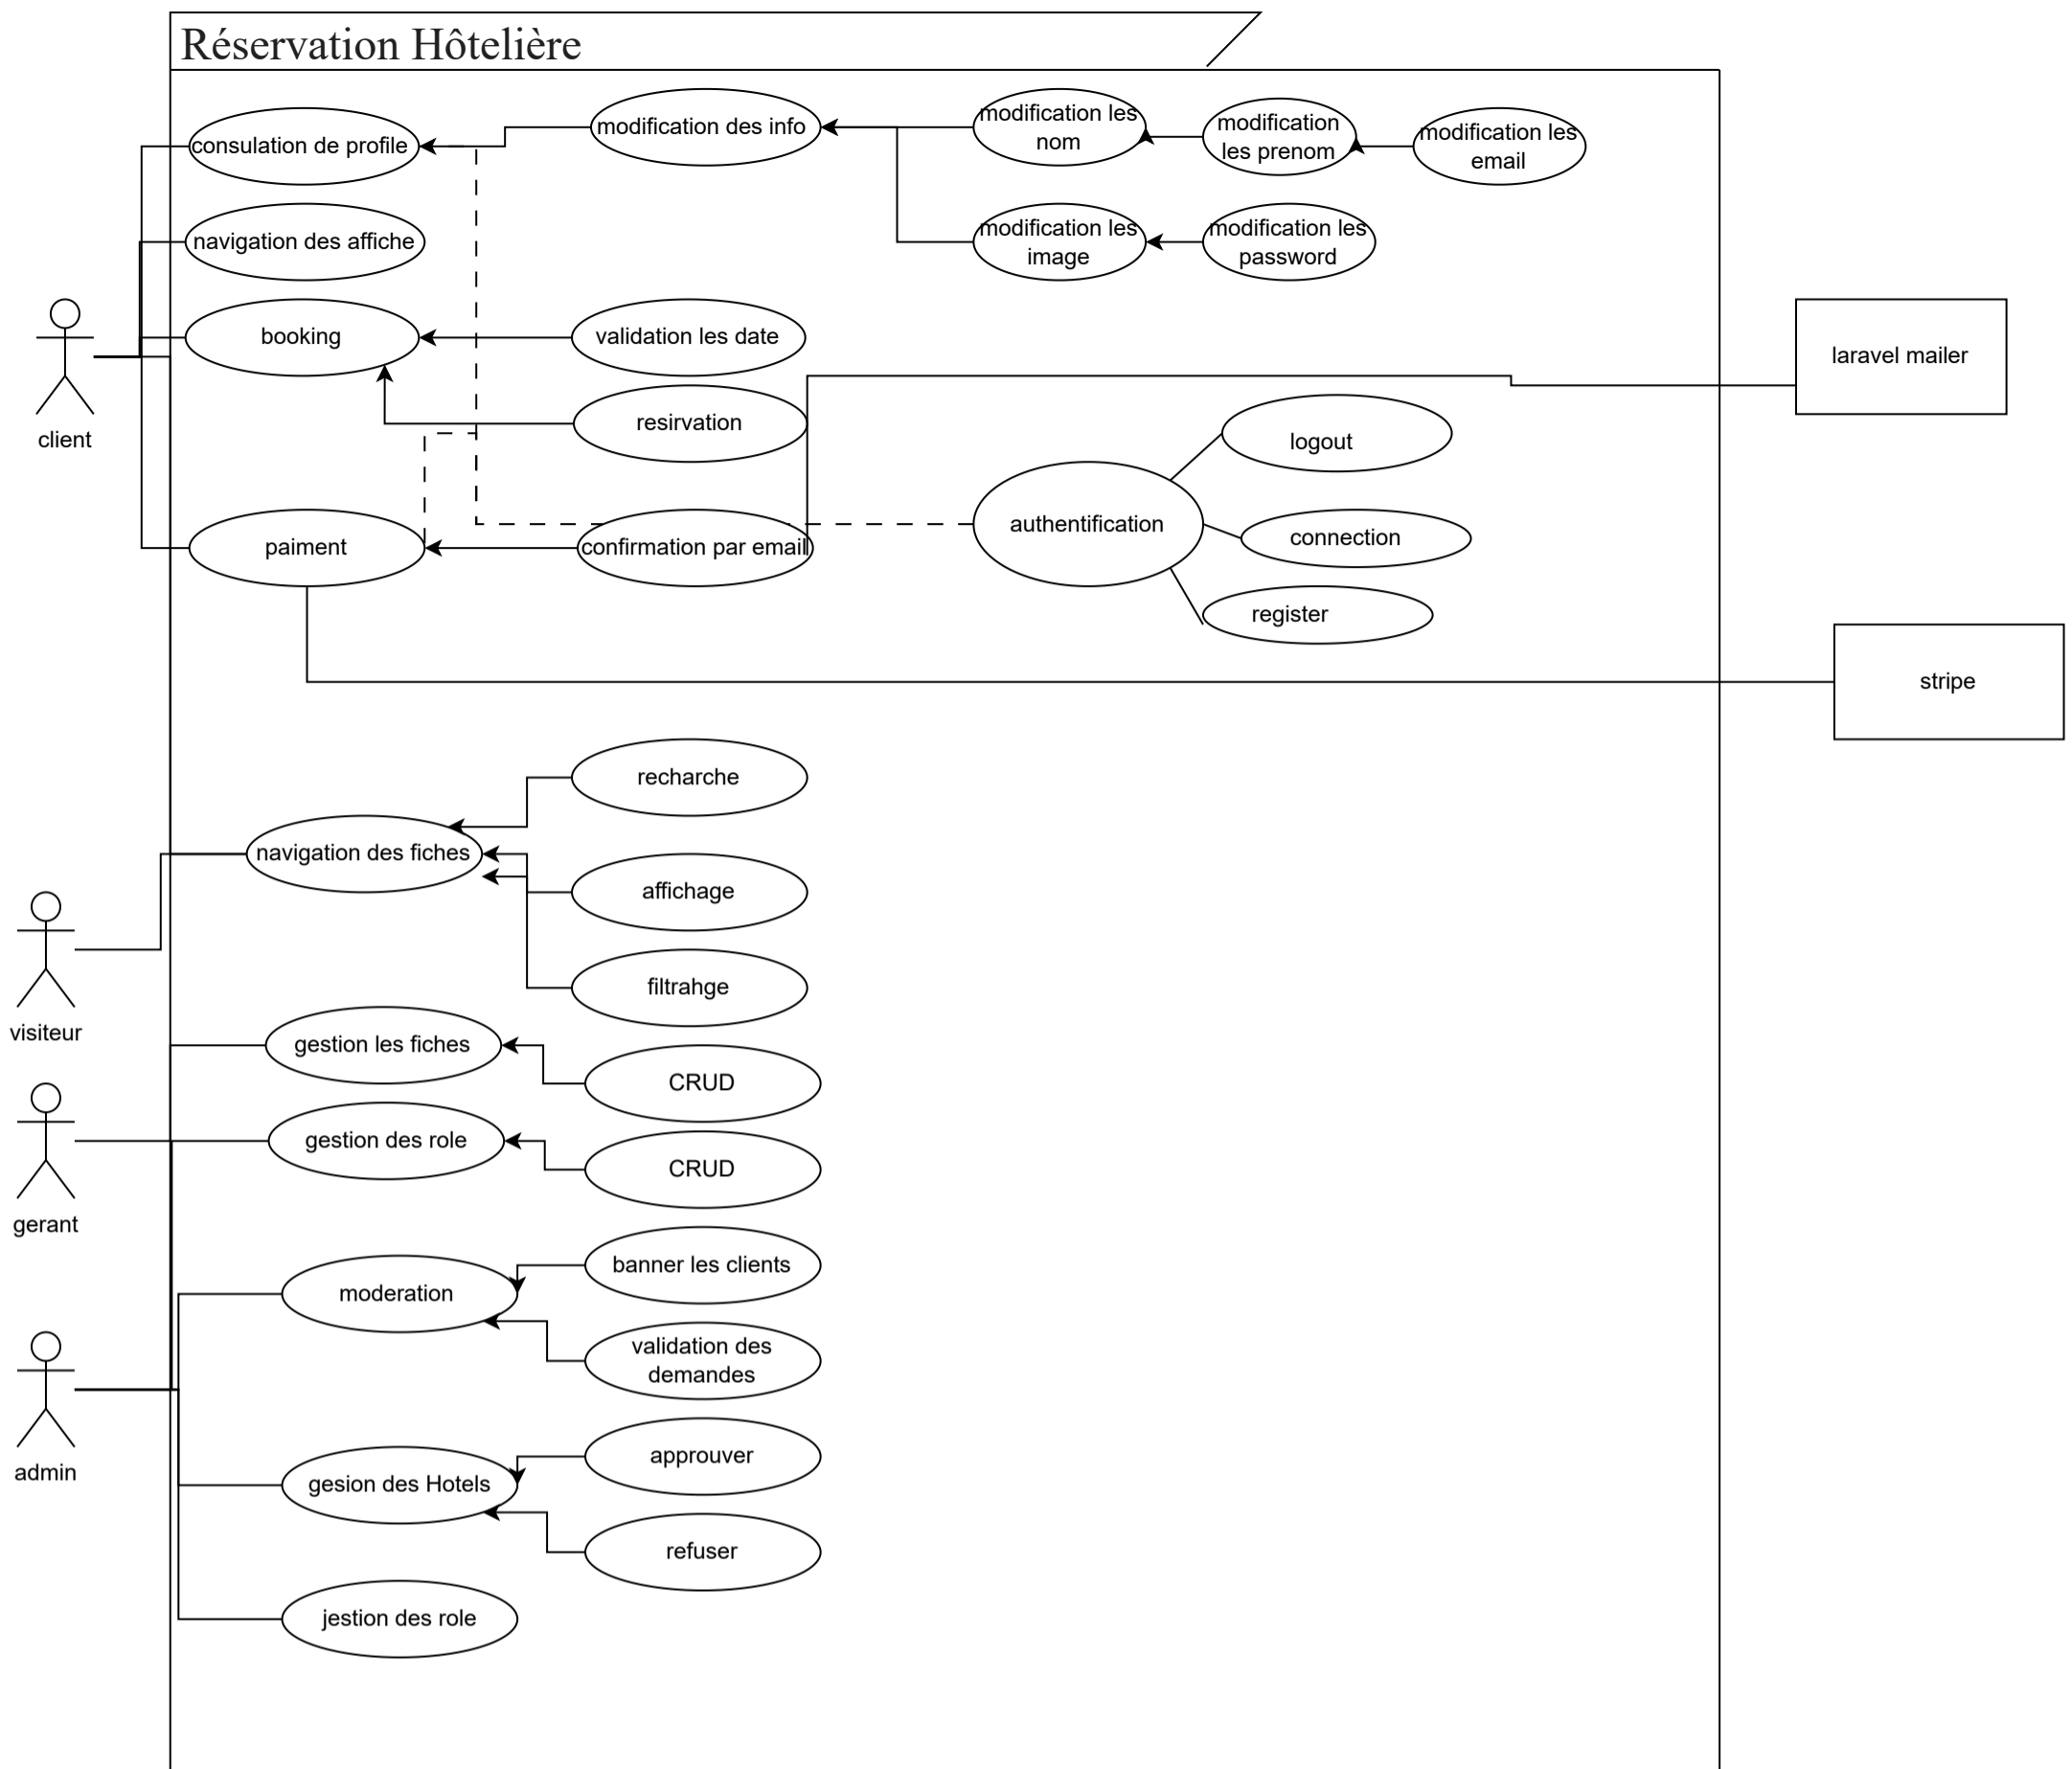 Réservation Hôtelière
consulation de profile
modification des info
modification les
nom
modification
les prenom
modification les
email
navigation des affiche
modification les
image
modification les
password
booking
validation les date
laravel mailer
client
resirvation
logout
authentification
connection
paiment
confirmation par email
register
stripe
recharche
navigation des fiches
affichage
filtrahge
visiteur
gestion les fiches
CRUD
gestion des role
CRUD
gerant
banner les clients
moderation
validation des
demandes
admin
approuver
gesion des Hotels
refuser
jestion des role